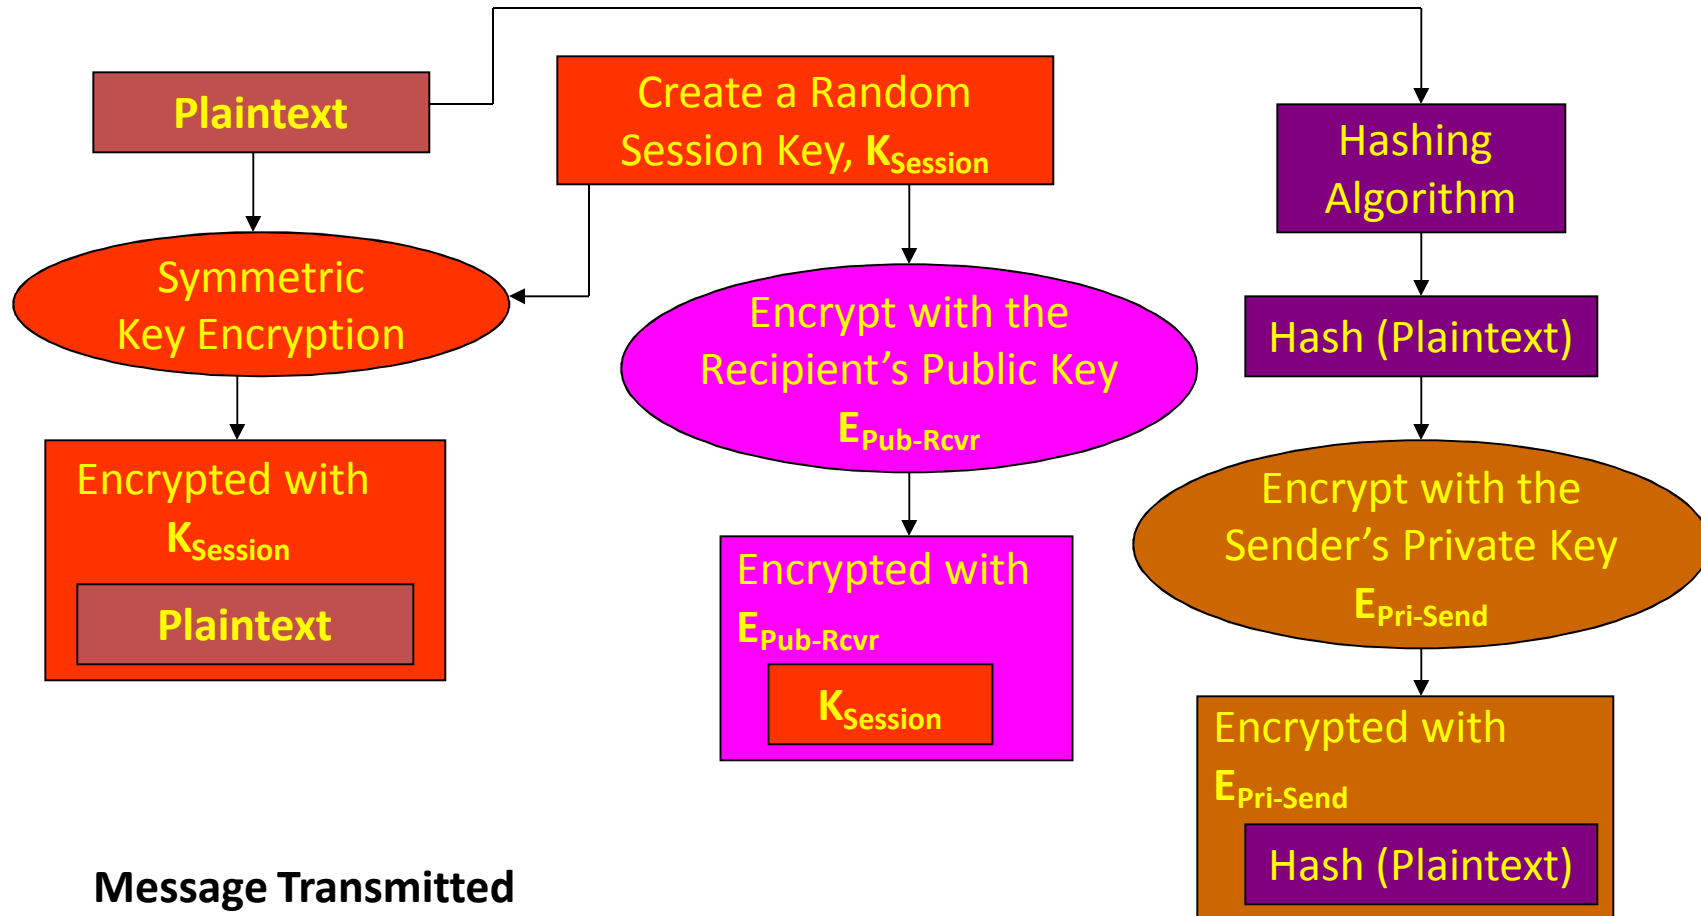 Plaintext
Create a Random
Session Key, KSession
Hashing
Algorithm
Symmetric
Key Encryption
Encrypt with the
Recipient’s Public Key
EPub-Rcvr
Hash (Plaintext)
Encrypted with
KSession
Plaintext
Encrypted with
EPub-Rcvr
KSession
Encrypt with the
Sender’s Private Key
EPri-Send
Encrypted with
EPri-Send
Hash (Plaintext)
Message Transmitted